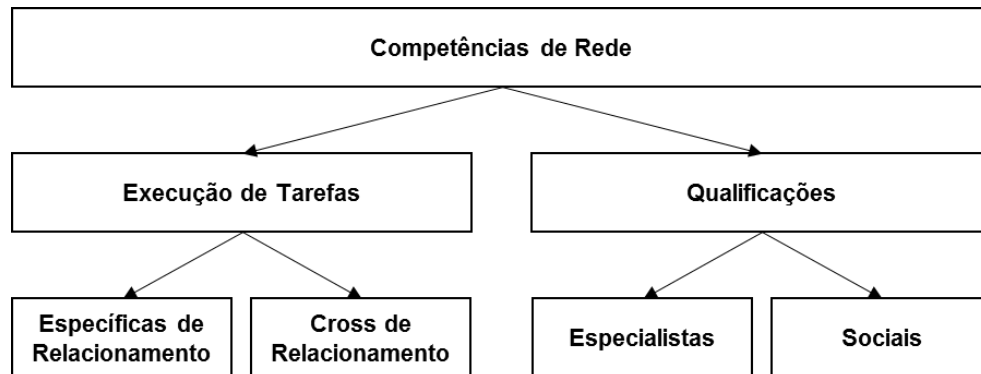 Competências de Rede
Execução de Tarefas
Qualificações
Específicas de
Relacionamento
Cross de
Relacionamento
Especialistas
Sociais